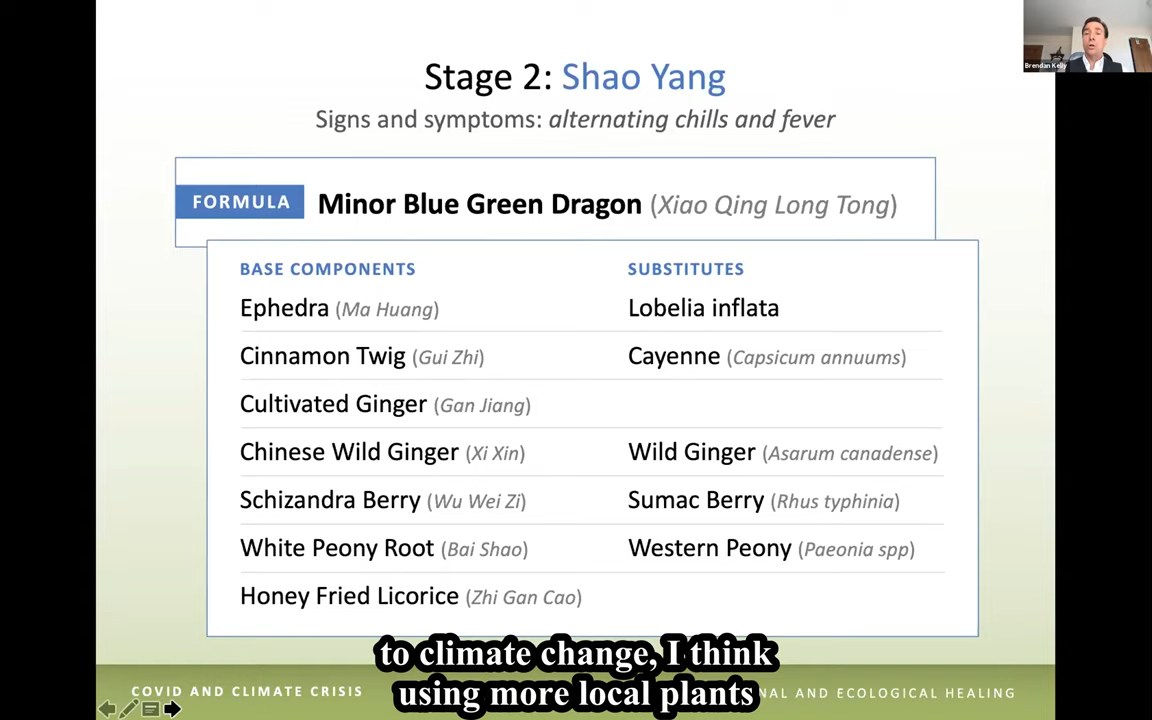 Brendan Kelly
Stage 2: Shao Yang
Signs and symptoms: alternating chills and fever
FORMULA Minor Blue Green Dragon (Xiao Qing Long Tong)
BASE COMPONENTS SUBSTITUTES
Ephedra (Ma Huang) Lobelia inflata
Cinnamon Twig (Gui Zhi) Cayenne (Capsicum annuums)
Cultivated Ginger (Gan Jiang)
Chinese Wild Ginger (Xi Xin) Wild Ginger (Asarum canadense)
Schizandra Berry (Wu Wei Zi) Sumac Berry (Rhus typhinia)
White Peony Root (Bai Shao) Western Peony (Paeonia spp)
Honey Fried Licorice (Zhi Gan Cao)
to climate change, I think
using more local plants
COVID AND CLIMATE CRISIS NAL AND ECOLOGICAL HEALING